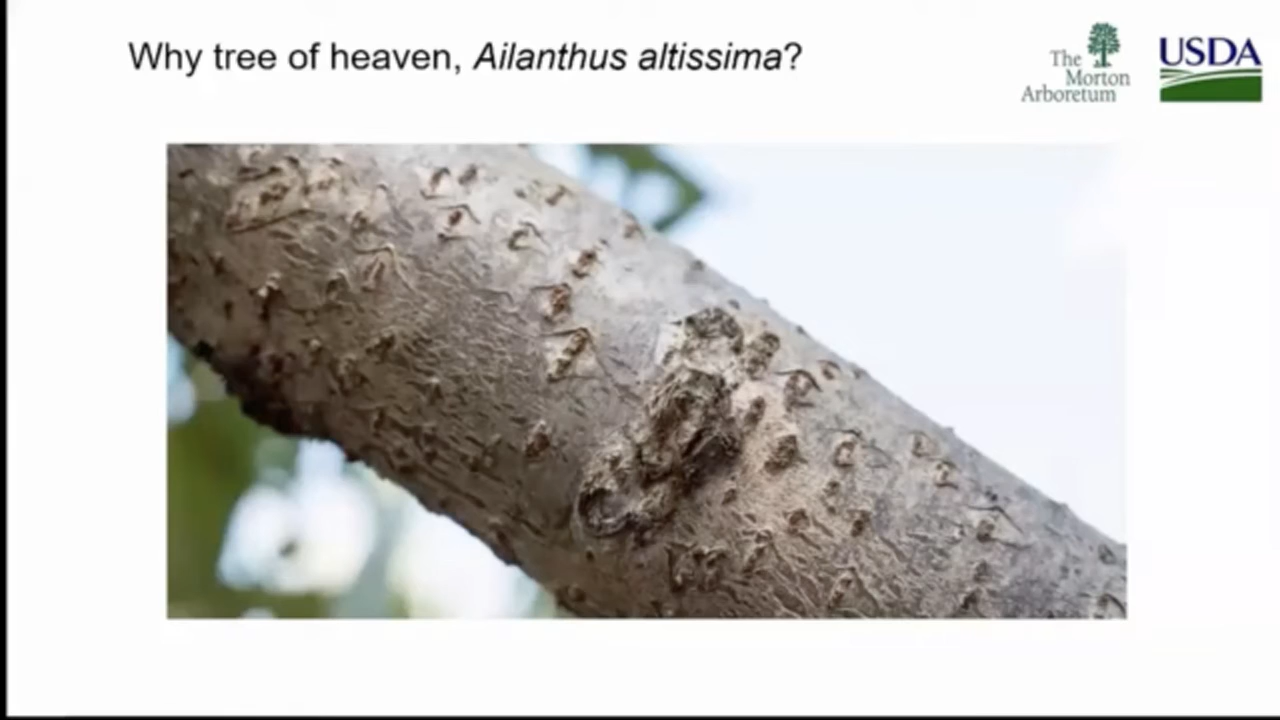 Why tree of heaven, Ailanthus altissima?
The
Morton
Arboretum
USDA